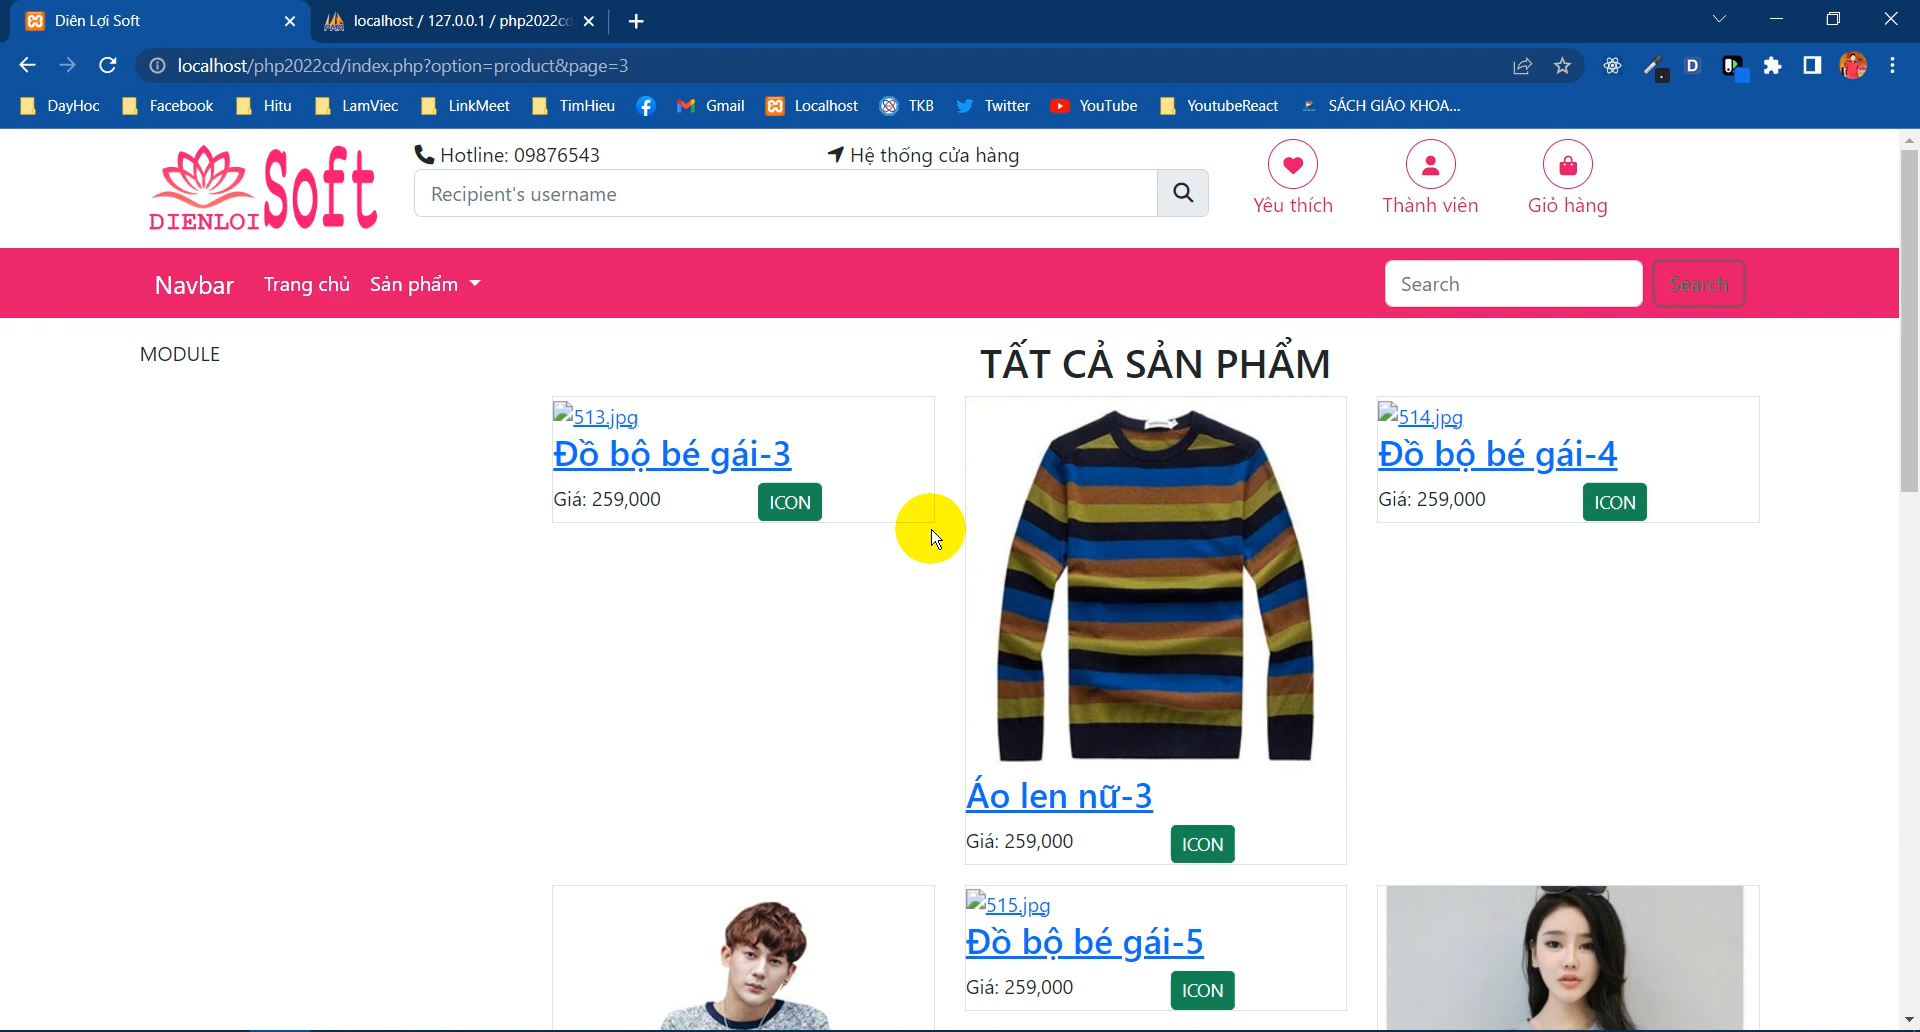 Diên Lợi Soft
localhost / 127.0.0.1 / php2022cd
localhost/php2022cd/index.php?option=product&page=3
DayHoc Facebook Hitu LamViec LinkMeet TimHieu Gmail Localhost TKB Twitter YouTube YoutubeReact SÁCH GIÁO KHOA...
DIENLOI Soft
Hotline: 09876543 Hệ thống cửa hàng
Recipient's username
Yêu thích Thành viên Giỏ hàng
Navbar Trang chủ Sản phẩm Search Search
MODULE
TẤT CẢ SẢN PHẨM
513.jpg
Đồ bộ bé gái-3
Giá: 259,000 ICON
Áo len nữ-3
Giá: 259,000 ICON
514.jpg
Đồ bộ bé gái-4
Giá: 259,000 ICON
515.jpg
Đồ bộ bé gái-5
Giá: 259,000 ICON